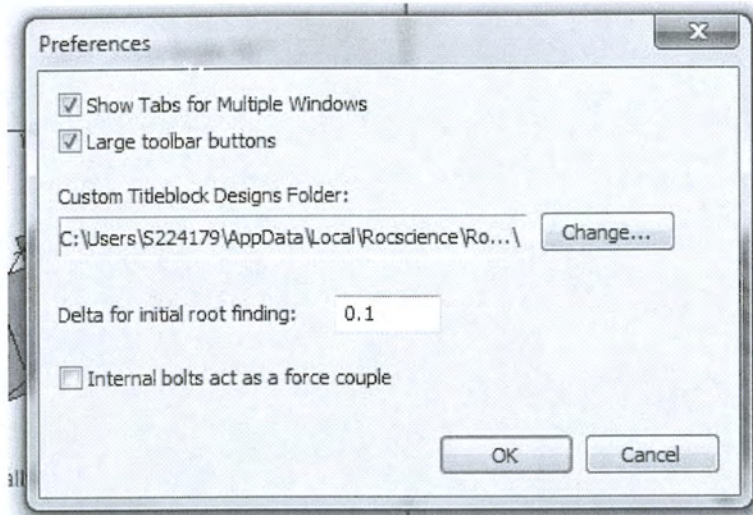 Preferences
X
Show Tabs for Multiple Windows
Large toolbar buttons
Custom Titleblock Designs Folder:
C:\Users\S224179\AppData\Local\Rocscience\Ro...\ Change...
Delta for initial root finding: 0.1
Internal bolts act as a force couple
OK Cancel
all